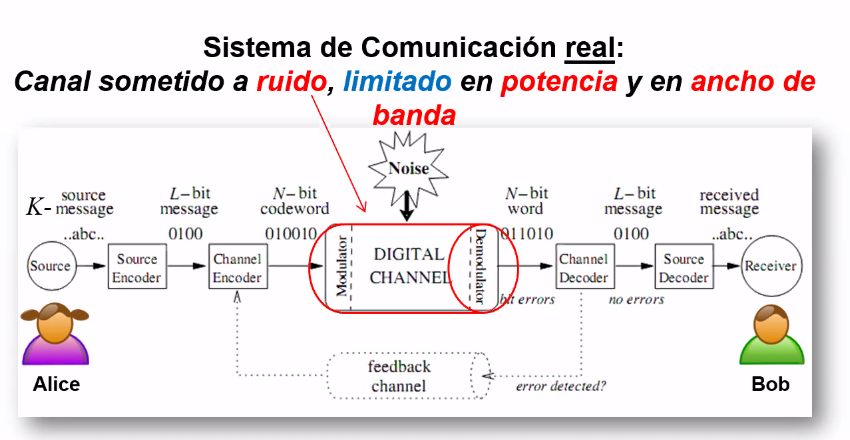 Sistema de Comunicación real:
Canal sometido a ruido, limitado en potencia y en ancho de
banda
Noise
K- source message
L-bit message
N-bit codeword
N-bit word
L-bit message
received message
..abc..
0100
010010
011010
0100
..abc..
Source
Source Encoder
Channel Encoder
Modulator
DIGITAL CHANNEL
Demodulator
Channel Decoder
Source Decoder
Receiver
bit errors
no errors
feedback channel
error detected?
Alice
Bob